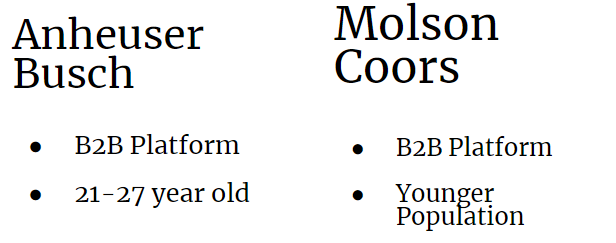 Anheuser
Busch
● B2B Platform
● 21-27 year old
Molson
Coors
● B2B Platform
● Younger
Population